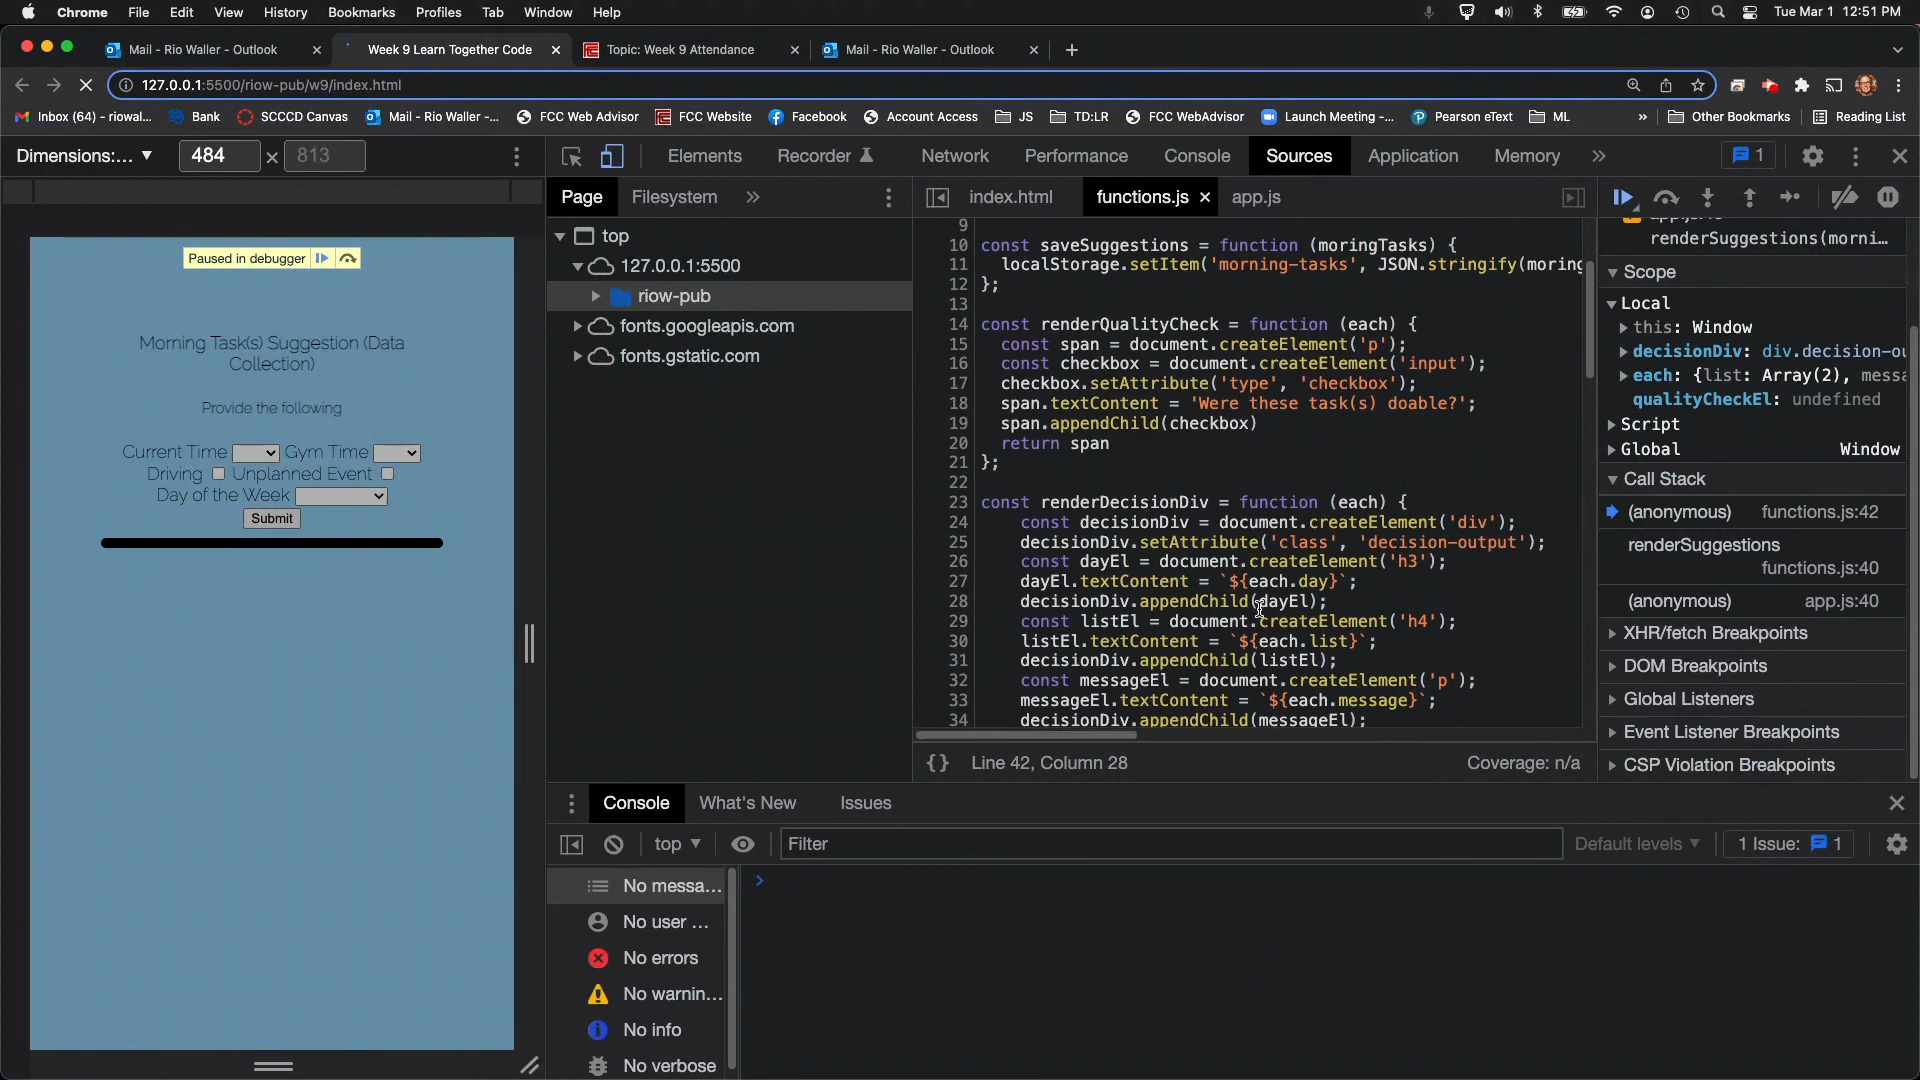 Chrome File Edit View History Bookmarks Profiles Tab Window Help Tue Mar 1 12:51 PM
Mail - Rio Waller - Outlook Week 9 Learn Together Code Topic: Week 9 Attendance Mail - Rio Waller - Outlook
127.0.0.1:5500/riow-pub/w9/index.html
Inbox (64) - riowal... Bank SCCCD Canvas Mail - Rio Waller -... FCC Web Advisor FCC Website Facebook Account Access JS TD:LR FCC WebAdvisor Launch Meeting -... Pearson eText ML » Other Bookmarks Reading List
Dimensions:... 484 × 813 Elements Recorder Network Performance Console Sources Application Memory » 1
Page Filesystem » index.html functions.js × app.js
top
127.0.0.1:5500
riow-pub
fonts.googleapis.com
fonts.gstatic.com
Paused in debugger
Morning Task(s) Suggestion (Data
Collection)
Provide the following
Current Time Gym Time
Driving Unplanned Event
Day of the Week
Submit
9
10 const saveSuggestions = function (moringTasks) {
11 localStorage.setItem('morning-tasks', JSON.stringify(moring
12 };
13
14 const renderQualityCheck = function (each) {
15 const span = document.createElement('p');
16 const checkbox = document.createElement('input');
17 checkbox.setAttribute('type', 'checkbox');
18 span.textContent = 'Were these task(s) doable?';
19 span.appendChild(checkbox)
20 return span
21 };
22
23 const renderDecisionDiv = function (each) {
24 const decisionDiv = document.createElement('div');
25 decisionDiv.setAttribute('class', 'decision-output');
26 const dayEl = document.createElement('h3');
27 dayEl.textContent = `${each.day}`;
28 decisionDiv.appendChild(dayEl);
29 const listEl = document.createElement('h4');
30 listEl.textContent = `${each.list}`;
31 decisionDiv.appendChild(listEl);
32 const messageEl = document.createElement('p');
33 messageEl.textContent = `${each.message}`;
34 decisionDiv.appendChild(messageEl);
{} Line 42, Column 28 Coverage: n/a
renderSuggestions(morni...
Scope
Local
this: Window
decisionDiv: div.decision-ou
each: {list: Array(2), messa
qualityCheckEl: undefined
Script
Global Window
Call Stack
(anonymous) functions.js:42
renderSuggestions
functions.js:40
(anonymous) app.js:40
XHR/fetch Breakpoints
DOM Breakpoints
Global Listeners
Event Listener Breakpoints
CSP Violation Breakpoints
Console What's New Issues
top Filter Default levels 1 Issue: 1
No messa...
No user ...
No errors
No warnin...
No info
No verbose